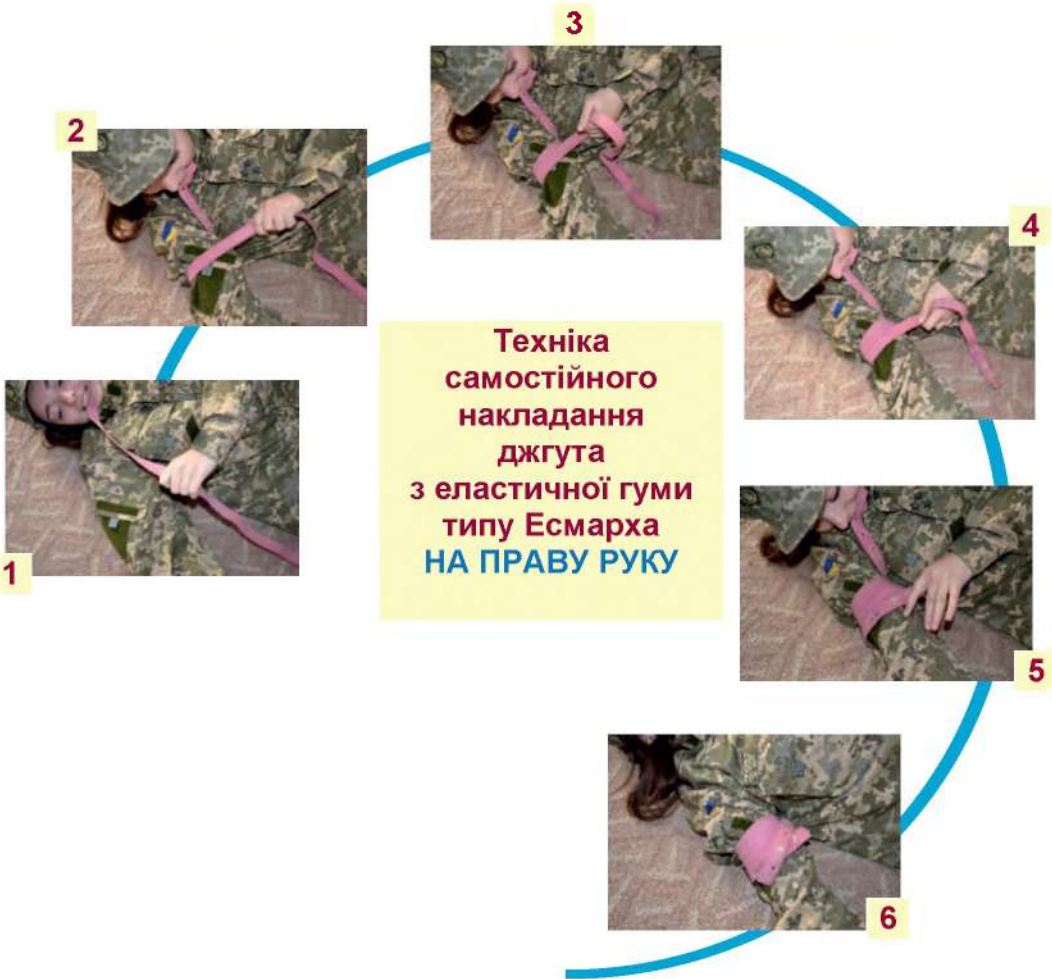 3
2
4
Техніка
самостійного
накладання
джгута
з еластичної гуми
типу Есмарха
НА ПРАВУ РУКУ
1
5
6